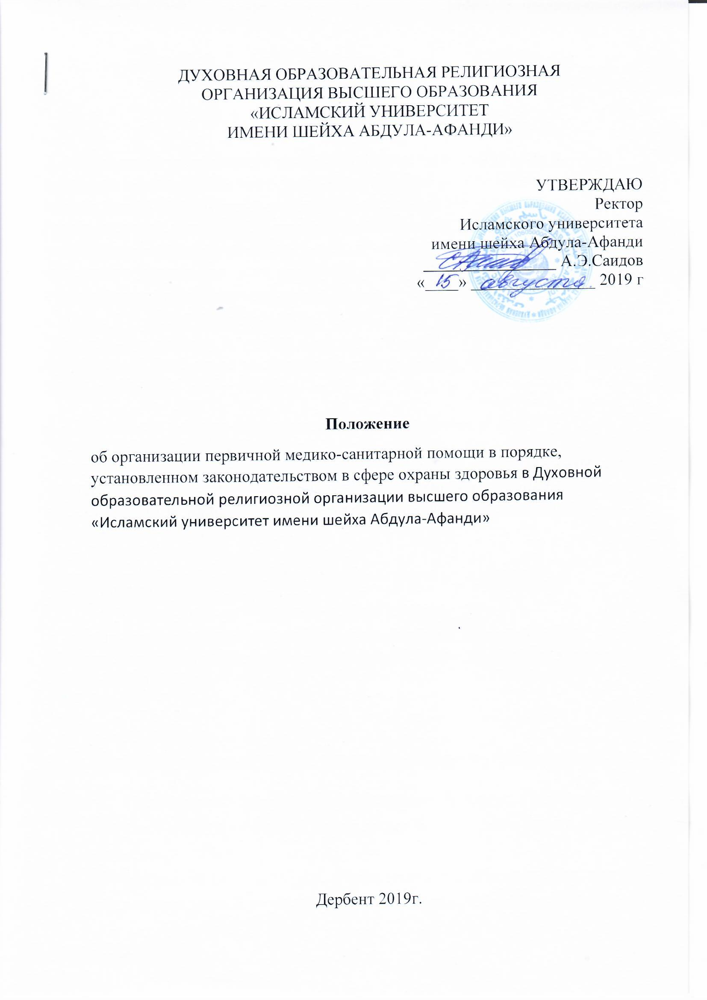 ДУХОВНАЯ ОБРАЗОВАТЕЛЬНАЯ РЕЛИГИОЗНАЯ
ОРГАНИЗАЦИЯ ВЫСШЕГО ОБРАЗОВАНИЯ
«ИСЛАМСКИЙ УНИВЕРСИТЕТ
ИМЕНИ ШЕЙХА АБДУЛА-АФАНДИ»
УТВЕРЖДАЮ
Ректор
Исламского университета
имени шейха Абдула-Афанди
А.Э.Саидов
«15» августа 2019 г
Положение
об организации первичной медико-санитарной помощи в порядке,
установленном законодательством в сфере охраны здоровья в Духовной
образовательной религиозной организации высшего образования
«Исламский университет имени шейха Абдула-Афанди»
Дербент 2019г.